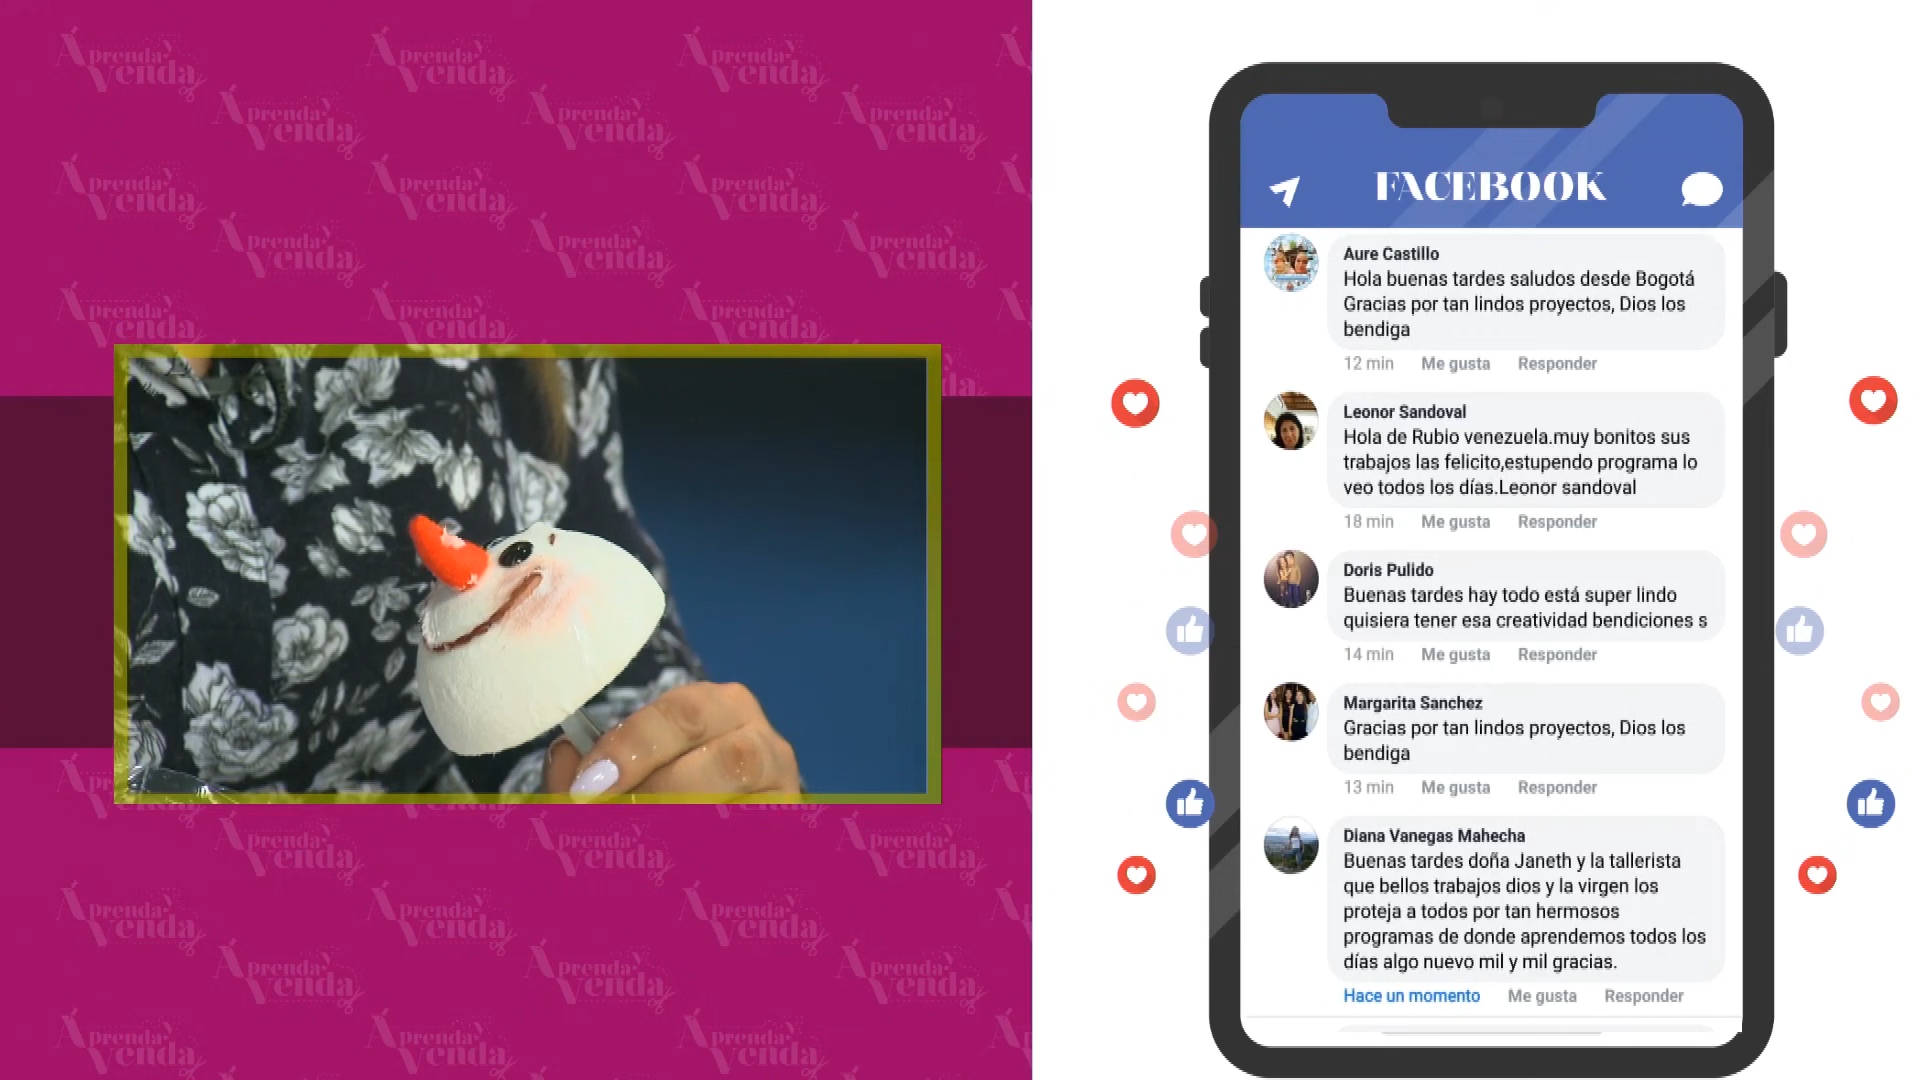 Aprenda y
Venda
FACEBOOK
Aure Castillo
Hola buenas tardes saludos desde Bogotá
Gracias por tan lindos proyectos, Dios los
bendiga
12 min Me gusta Responder
Leonor Sandoval
Hola de Rubio venezuela.muy bonitos sus
trabajos las felicito,estupendo programa lo
veo todos los días.Leonor sandoval
18 min Me gusta Responder
Doris Pulido
Buenas tardes hay todo está super lindo
quisiera tener esa creatividad bendiciones s
14 min Me gusta Responder
Margarita Sanchez
Gracias por tan lindos proyectos, Dios los
bendiga
13 min Me gusta Responder
Diana Vanegas Mahecha
Buenas tardes doña Janeth y la tallerista
que bellos trabajos dios y la virgen los
proteja a todos por tan hermosos
programas de donde aprendemos todos los
días algo nuevo mil y mil gracias.
Hace un momento Me gusta Responder